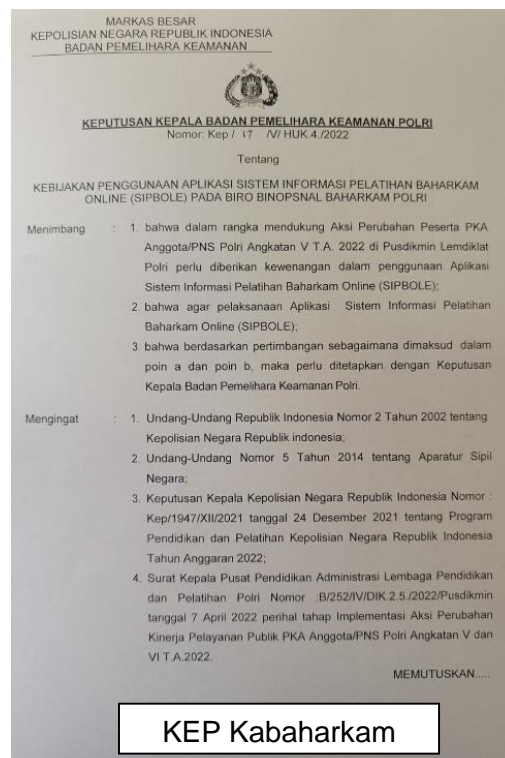 MARKAS BESAR
KEPOLISIAN NEGARA REPUBLIK INDONESIA
BADAN PEMELIHARA KEAMANAN
KEPUTUSAN KEPALA BADAN PEMELIHARA KEAMANAN POLRI
Nomor: Kep / 17 /V/ HUK.4./2022
Tentang
KEBIJAKAN PENGGUNAAN APLIKASI SISTEM INFORMASI PELATIHAN BAHARKAM
ONLINE (SIPBOLE) PADA BIRO BINOPSNAL BAHARKAM POLRI
Menimbang : 1. bahwa dalam rangka mendukung Aksi Perubahan Peserta PKA
Anggota/PNS Polri Angkatan V T.A. 2022 di Pusdikmin Lemdiklat
Polri perlu diberikan kewenangan dalam penggunaan Aplikasi
Sistem Informasi Pelatihan Baharkam Online (SIPBOLE);
2. bahwa agar pelaksanaan Aplikasi Sistem Informasi Pelatihan
Baharkam Online (SIPBOLE);
3. bahwa berdasarkan pertimbangan sebagaimana dimaksud dalam
poin a dan poin b, maka perlu ditetapkan dengan Keputusan
Kepala Badan Pemelihara Keamanan Polri.
Mengingat : 1. Undang-Undang Republik Indonesia Nomor 2 Tahun 2002 tentang
Kepolisian Negara Republik indonesia;
2. Undang-Undang Nomor 5 Tahun 2014 tentang Aparatur Sipil
Negara;
3. Keputusan Kepala Kepolisian Negara Republik Indonesia Nomor :
Kep/1947/XII/2021 tanggal 24 Desember 2021 tentang Program
Pendidikan dan Pelatihan Kepolisian Negara Republik Indonesia
Tahun Anggaran 2022;
4. Surat Kepala Pusat Pendidikan Administrasi Lembaga Pendidikan
dan Pelatihan Polri Nomor :B/252/IV/DIK.2.5./2022/Pusdikmin
tanggal 7 April 2022 perihal tahap Implementasi Aksi Perubahan
Kinerja Pelayanan Publik PKA Anggota/PNS Polri Angkatan V dan
VI T.A.2022.
MEMUTUSKAN.....
KEP Kabaharkam